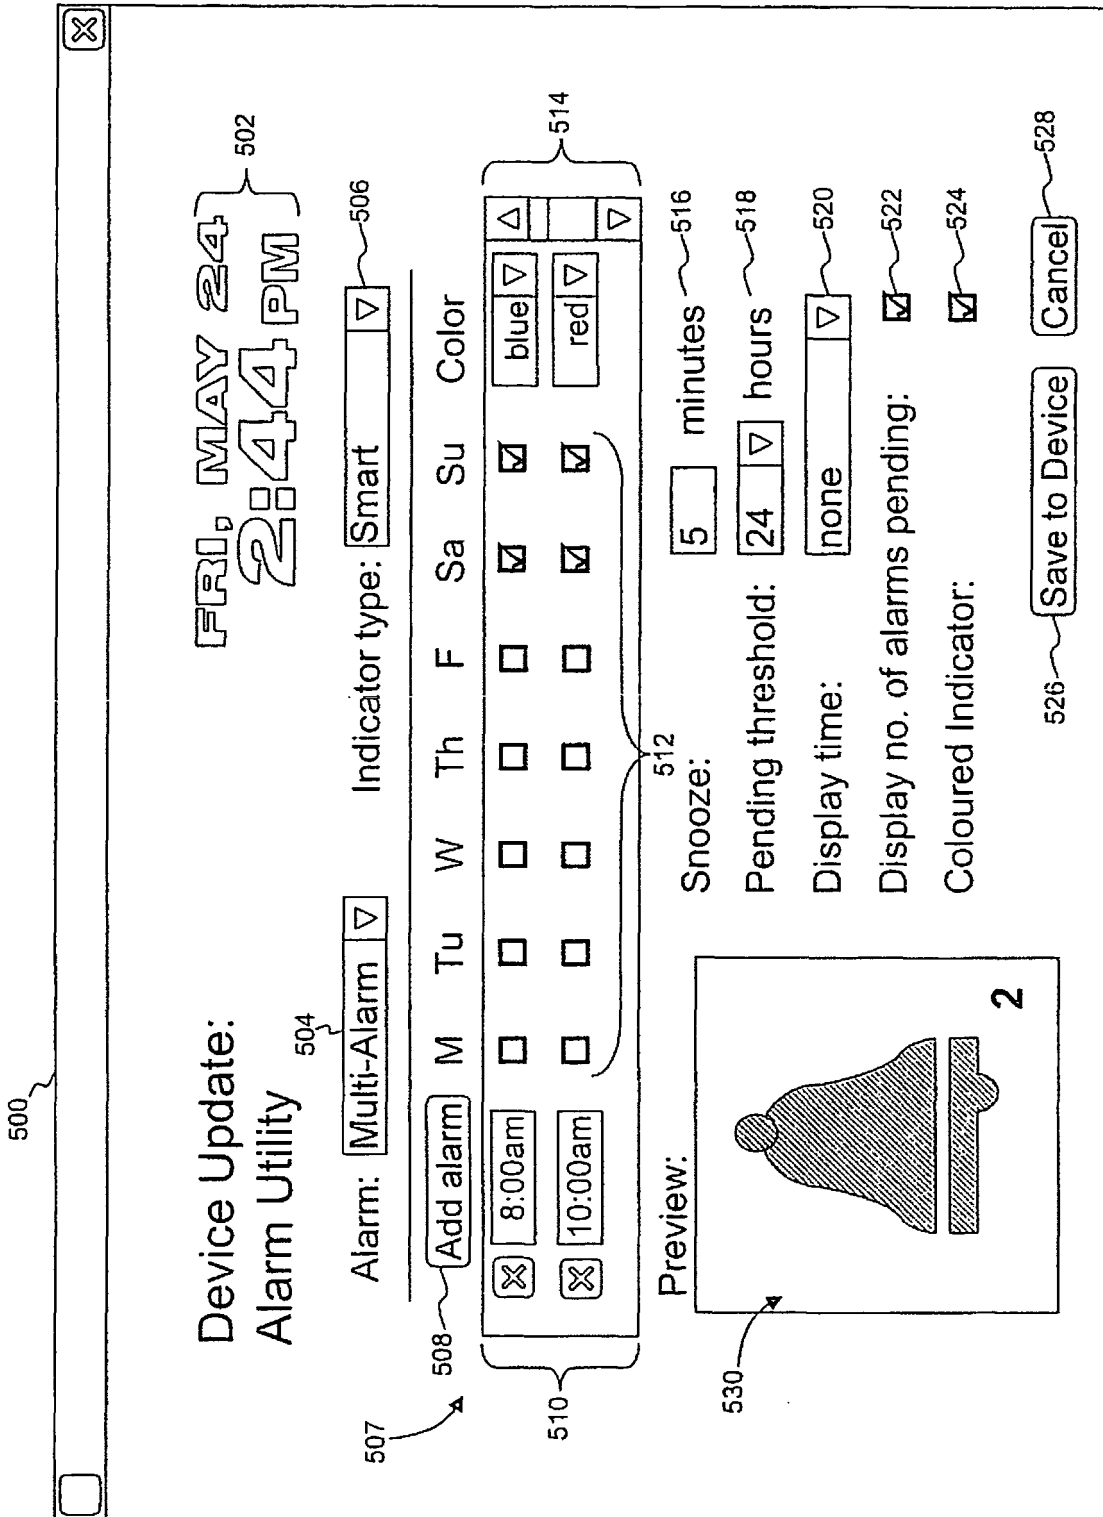 500
Device Update:
Alarm Utility
FRI, MAY 24
2:44 PM
502
504
Alarm: Multi-Alarm
Indicator type: Smart
506
507
508
Add alarm M Tu W Th F Sa Su Color
8:00am blue
10:00am red
510
512
514
Preview:
530
2
Snooze: 5 minutes 516
Pending threshold: 24 hours 518
Display time: none 520
Display no. of alarms pending: 522
Coloured Indicator: 524
526 Save to Device Cancel 528